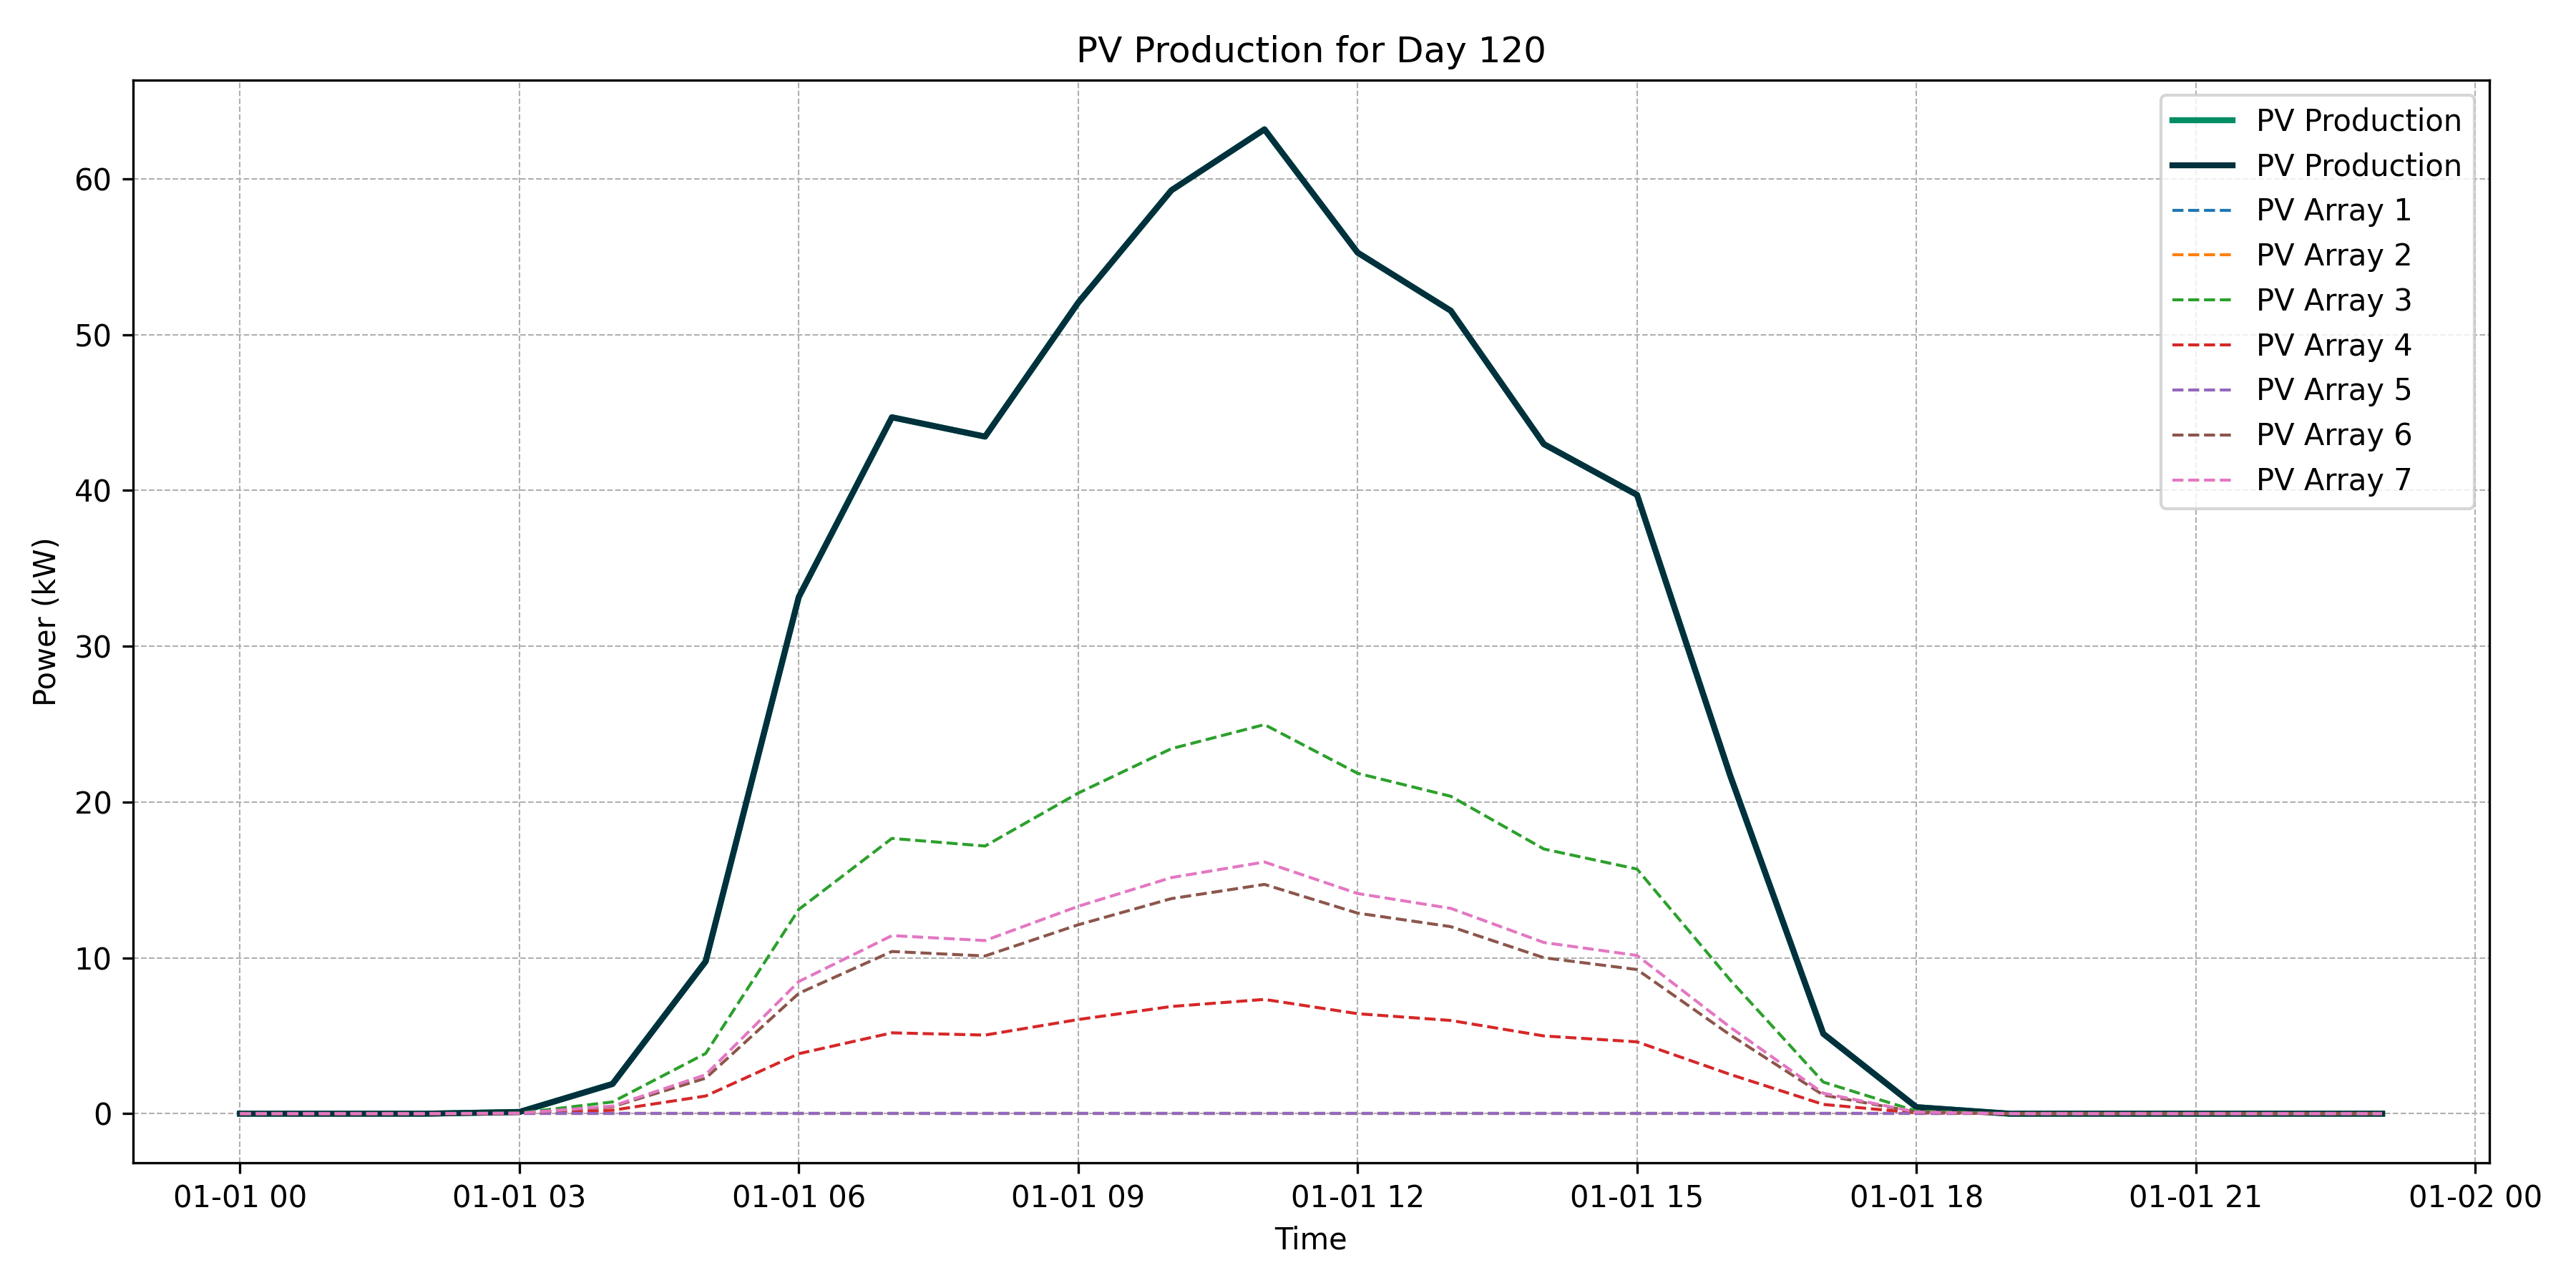 PV Production for Day 120
PV Production
PV Production
PV Array 1
PV Array 2
PV Array 3
PV Array 4
PV Array 5
PV Array 6
PV Array 7
Power (kW)
60
50
40
30
20
10
0
01-01 00
01-01 03
01-01 06
01-01 09
01-01 12
01-01 15
01-01 18
01-01 21
01-02 00
Time